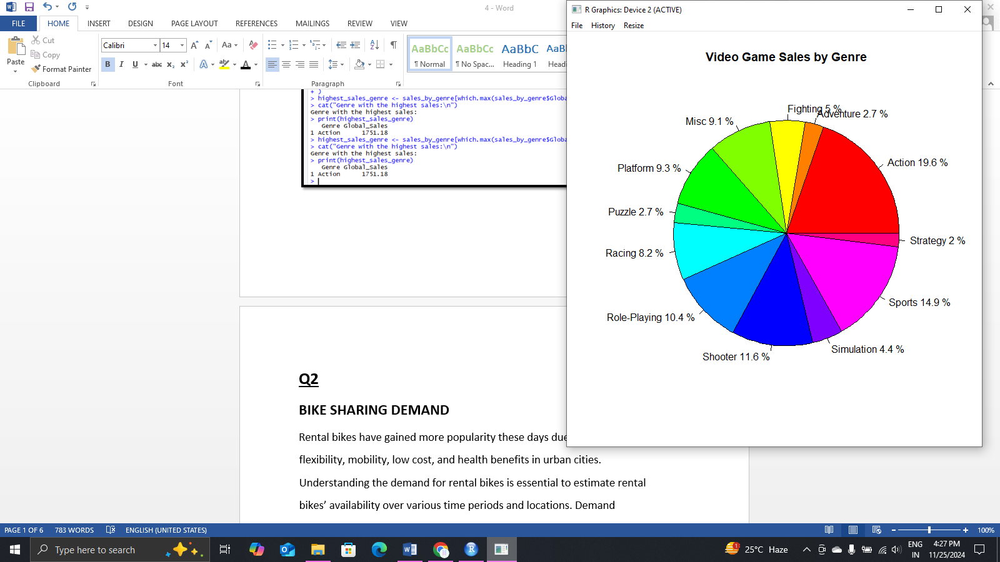 4 - Word
FILE HOME INSERT DESIGN PAGE LAYOUT REFERENCES MAILINGS REVIEW VIEW
Cut
Copy
Format Painter
Paste
Clipboard
Calibri 14
Font
Paragraph
AaBbCc AaBbCc AaBbC AaB
¶ Normal ¶ No Spac... Heading 1 Headi
+ )
> highest_sales_genre <- sales_by_genre[which.max(sales_by_genre$Globa
> cat("Genre with the highest sales:\n")
Genre with the highest sales:
> print(highest_sales_genre)
Genre Global_Sales
1 Action 1751.18
> highest_sales_genre <- sales_by_genre[which.max(sales_by_genre$Globa
> cat("Genre with the highest sales:\n")
Genre with the highest sales:
> print(highest_sales_genre)
Genre Global_Sales
1 Action 1751.18
>
Q2
BIKE SHARING DEMAND
Rental bikes have gained more popularity these days due
flexibility, mobility, low cost, and health benefits in urban cities.
Understanding the demand for rental bikes is essential to estimate rental
bikes’ availability over various time periods and locations. Demand
R Graphics: Device 2 (ACTIVE)
File History Resize
Video Game Sales by Genre
Fighting 5 %
Adventure 2.7 %
Misc 9.1 %
Action 19.6 %
Platform 9.3 %
Puzzle 2.7 %
Strategy 2 %
Racing 8.2 %
Sports 14.9 %
Role-Playing 10.4 %
Simulation 4.4 %
Shooter 11.6 %
PAGE 1 OF 6 783 WORDS ENGLISH (UNITED STATES) 100%
Type here to search
25°C Haze
ENG
IN
4:27 PM
11/25/2024